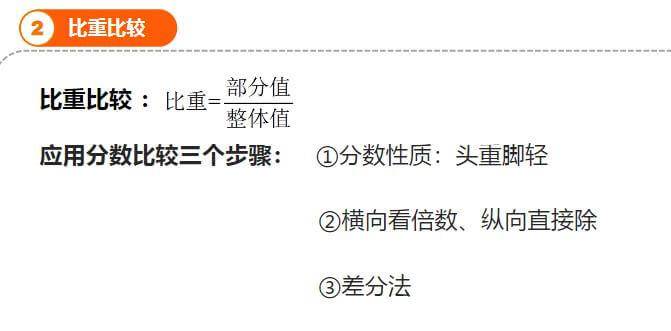 2 比重比较
比重比较：比重=部分值/整体值
应用分数比较三个步骤： ①分数性质：头重脚轻
②横向看倍数、纵向直接除
③差分法